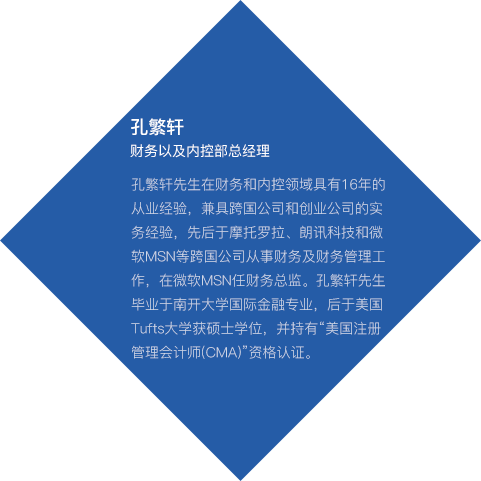 孔繁轩
财务以及内控部总经理
孔繁轩先生在财务和内控领域具有16年的
从业经验，兼具跨国公司和创业公司的实
务经验，先后于摩托罗拉、朗讯科技和微
软MSN等跨国公司从事财务及财务管理工
作，在微软MSN任财务总监。孔繁轩先生
毕业于南开大学国际金融专业，后于美国
Tufts大学获硕士学位，并持有“美国注册
管理会计师(CMA)”资格认证。